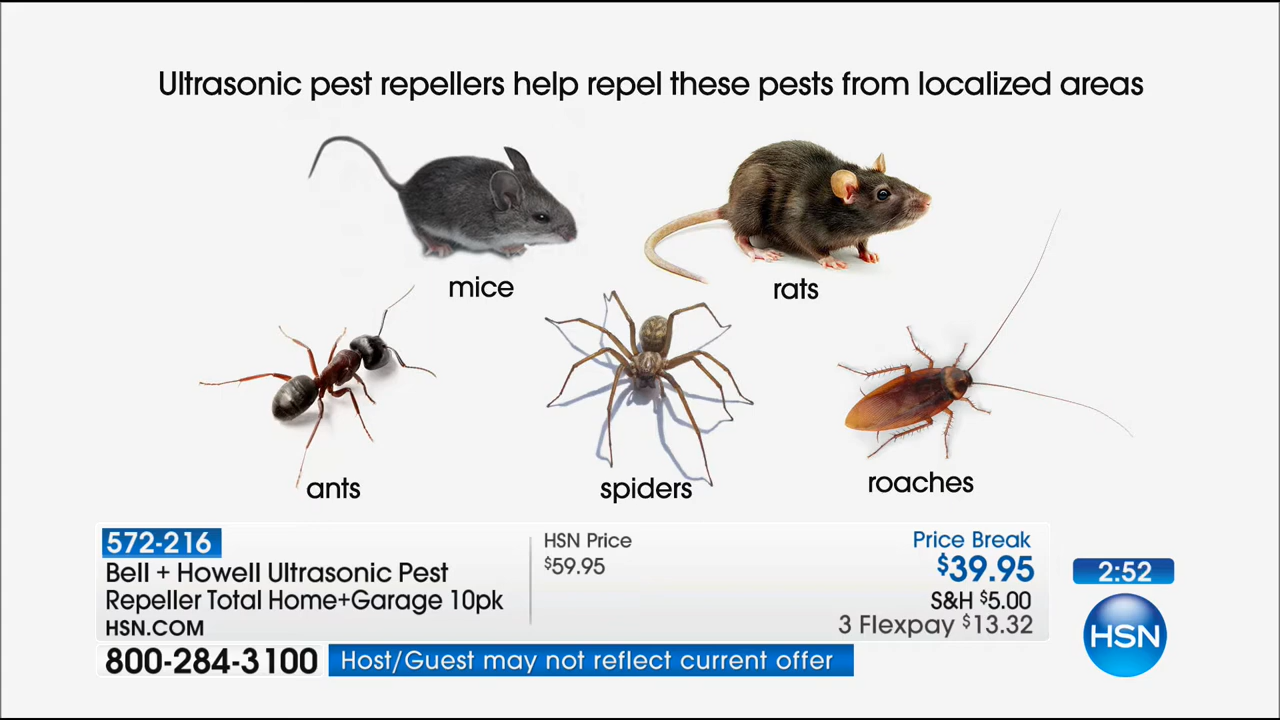 Ultrasonic pest repellers help repel these pests from localized areas
mice
rats
ants
spiders
roaches
572-216
Bell + Howell Ultrasonic Pest
Repeller Total Home+Garage 10pk
HSN.COM
HSN Price
$59.95
Price Break
$39.95
S&H $5.00
3 Flexpay $13.32
2:52
HSN
800-284-3100
Host/Guest may not reflect current offer